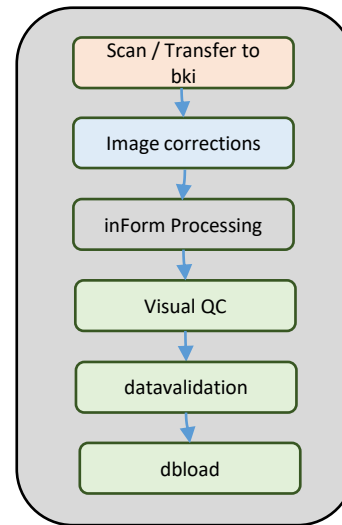 Scan / Transfer to
bki
Image corrections
inForm Processing
Visual QC
datavalidation
dbload